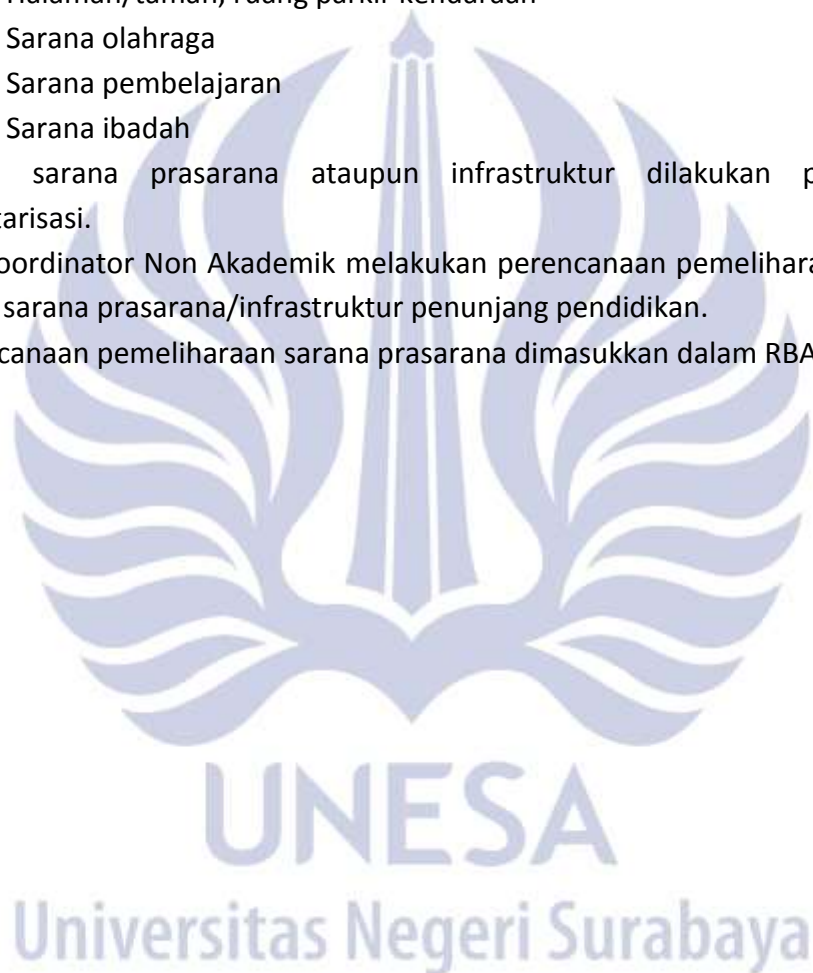 Halaman/taman, ruang parkir kendaraan
Sarana olahraga
Sarana pembelajaran
Sarana ibadah
sarana prasarana ataupun infrastruktur dilakukan p
tarisasi.
oordinator Non Akademik melakukan perencanaan pemelihara
sarana prasarana/infrastruktur penunjang pendidikan.
canaan pemeliharaan sarana prasarana dimasukkan dalam RBA
UNESA
Universitas Negeri Surabaya